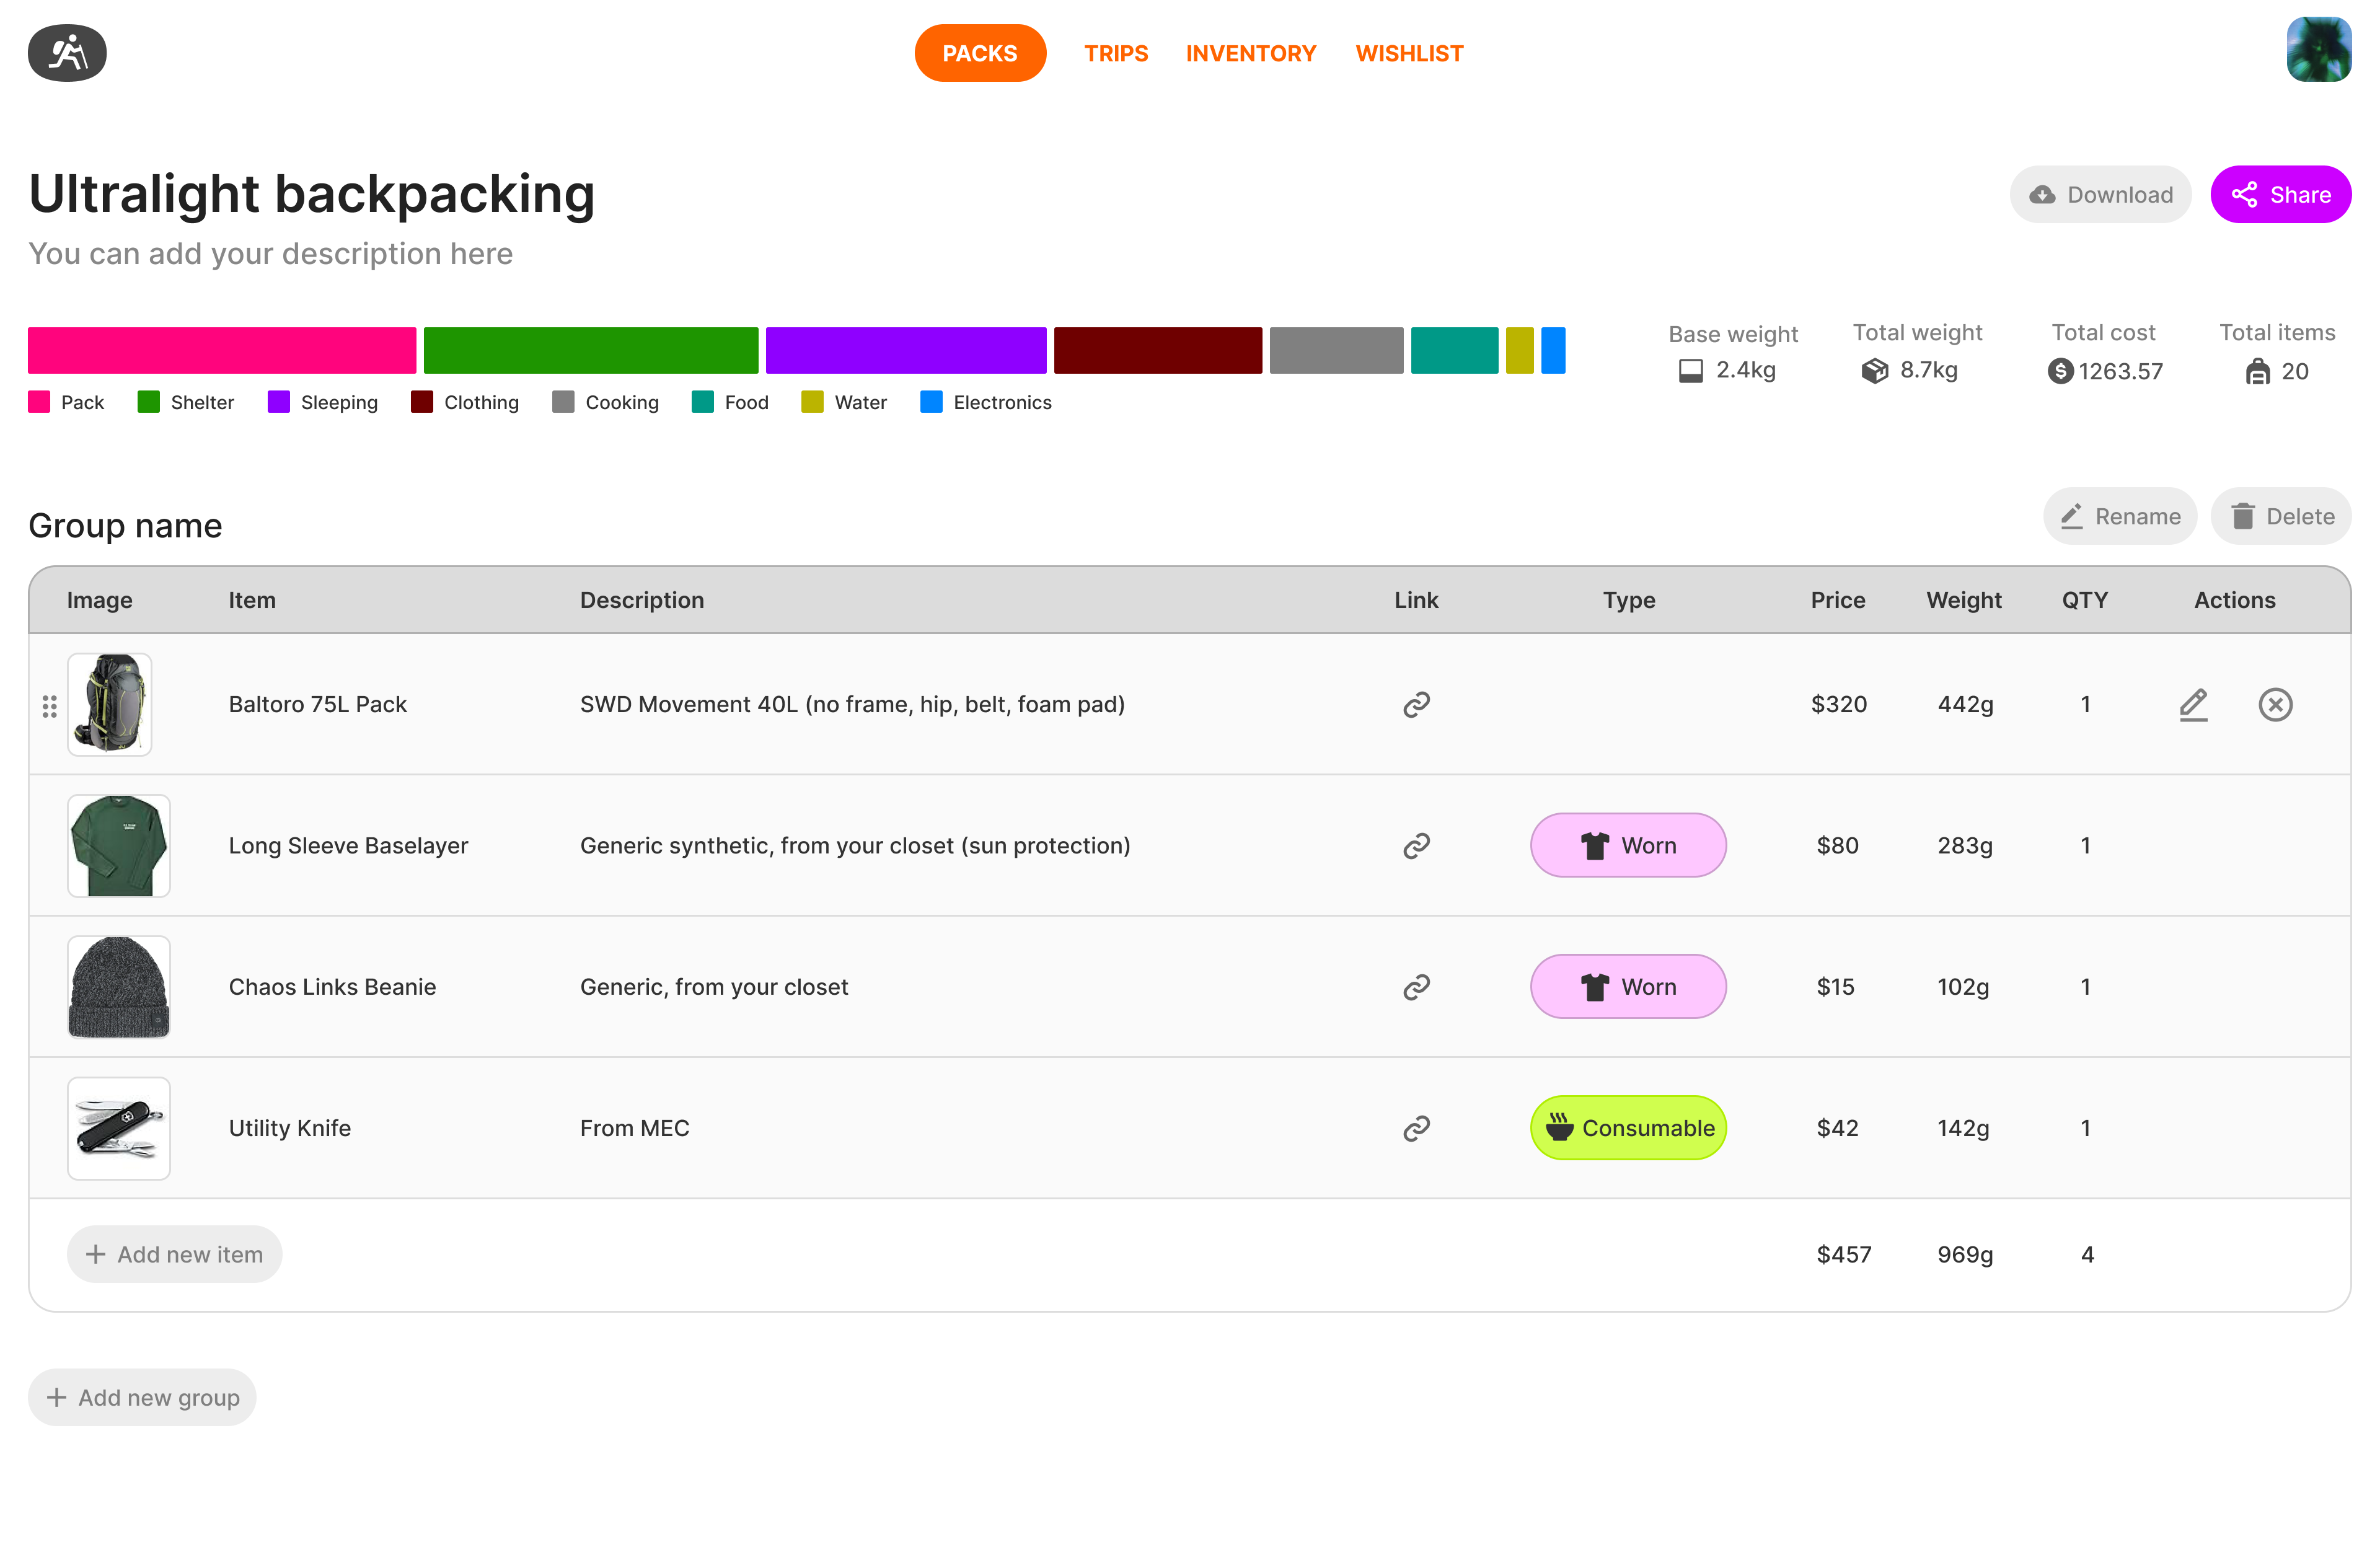 PACKS TRIPS INVENTORY WISHLIST
Ultralight backpacking
Download Share
You can add your description here
Base weight Total weight Total cost Total items
2.4kg 8.7kg 1263.57 20
Pack Shelter Sleeping Clothing Cooking Food Water Electronics
Group name
Rename Delete
Image Item Description Link Type Price Weight QTY Actions
Baltoro 75L Pack SWD Movement 40L (no frame, hip, belt, foam pad) $320 442g 1
Long Sleeve Baselayer Generic synthetic, from your closet (sun protection) Worn $80 283g 1
Chaos Links Beanie Generic, from your closet Worn $15 102g 1
Utility Knife From MEC Consumable $42 142g 1
Add new item $457 969g 4
Add new group